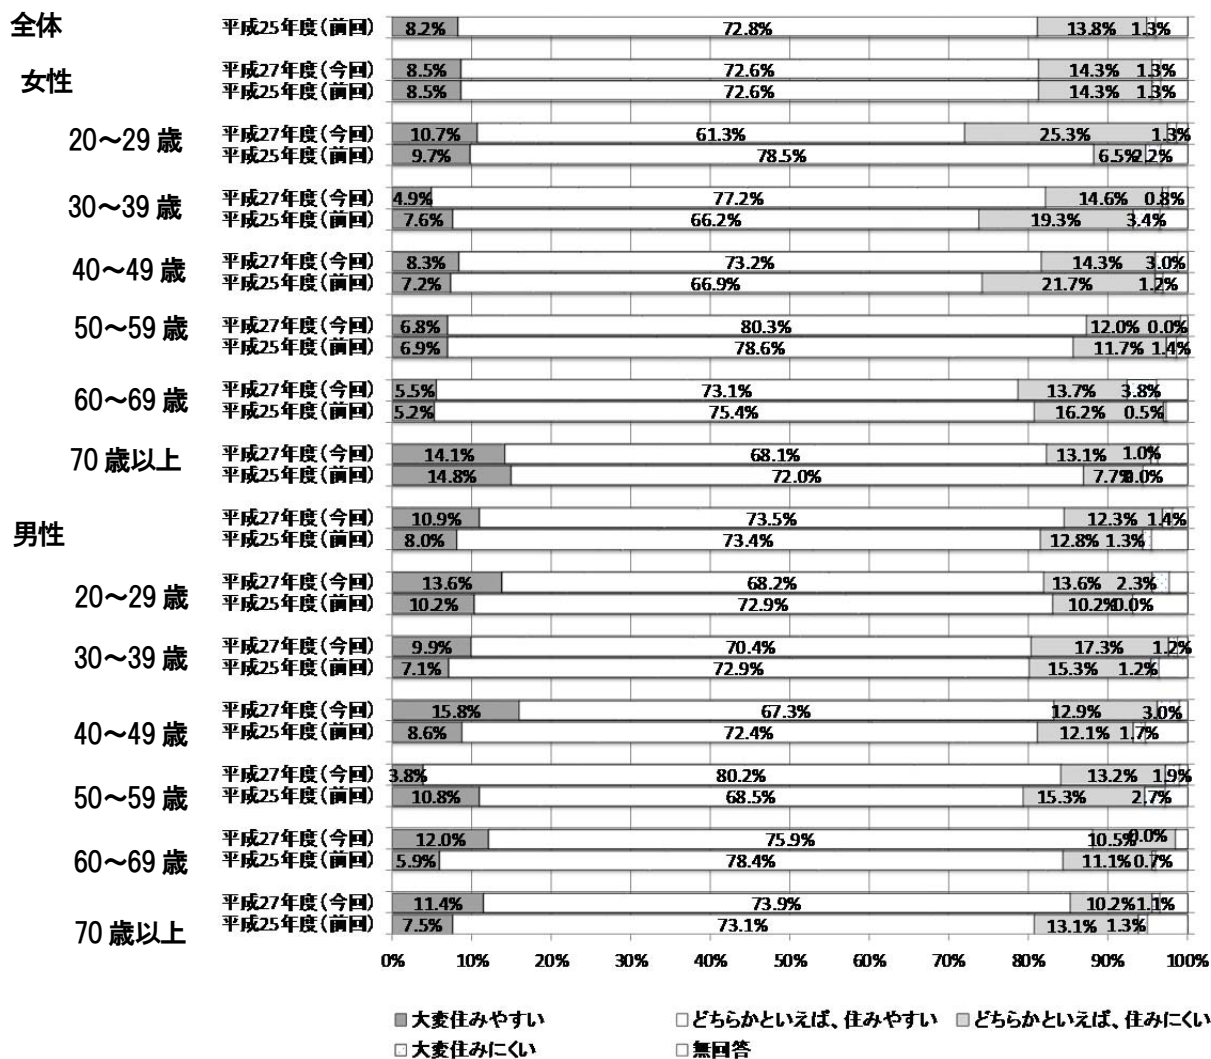 全体 平成25年度(前回) 8.2% 72.8% 13.8% 1.3%
女性 平成27年度(今回) 8.5% 72.6% 14.3% 1.3%
平成25年度(前回) 8.5% 72.6% 14.3% 1.3%
20～29歳 平成27年度(今回) 10.7% 61.3% 25.3% 1.3%
平成25年度(前回) 9.7% 78.5% 6.5% 2.2%
30～39歳 平成27年度(今回) 4.9% 77.2% 14.6% 0.8%
平成25年度(前回) 7.6% 66.2% 19.3% 3.4%
40～49歳 平成27年度(今回) 8.3% 73.2% 14.3% 3.0%
平成25年度(前回) 7.2% 66.9% 21.7% 1.2%
50～59歳 平成27年度(今回) 6.8% 80.3% 12.0% 0.0%
平成25年度(前回) 6.9% 78.6% 11.7% 1.4%
60～69歳 平成27年度(今回) 5.5% 73.1% 13.7% 3.8%
平成25年度(前回) 5.2% 75.4% 16.2% 0.5%
70歳以上 平成27年度(今回) 14.1% 68.1% 13.1% 1.0%
平成25年度(前回) 14.8% 72.0% 7.7% 0.0%
男性 平成27年度(今回) 10.9% 73.5% 12.3% 1.4%
平成25年度(前回) 8.0% 73.4% 12.8% 1.3%
20～29歳 平成27年度(今回) 13.6% 68.2% 13.6% 2.3%
平成25年度(前回) 10.2% 72.9% 10.2% 0.0%
30～39歳 平成27年度(今回) 9.9% 70.4% 17.3% 1.2%
平成25年度(前回) 7.1% 72.9% 15.3% 1.2%
40～49歳 平成27年度(今回) 15.8% 67.3% 12.9% 3.0%
平成25年度(前回) 8.6% 72.4% 12.1% 1.7%
50～59歳 平成27年度(今回) 3.8% 80.2% 13.2% 1.9%
平成25年度(前回) 10.8% 68.5% 15.3% 2.7%
60～69歳 平成27年度(今回) 12.0% 75.9% 10.5% 0.0%
平成25年度(前回) 5.9% 78.4% 11.1% 0.7%
70歳以上 平成27年度(今回) 11.4% 73.9% 10.2% 1.1%
平成25年度(前回) 7.5% 73.1% 13.1% 1.3%
0% 10% 20% 30% 40% 50% 60% 70% 80% 90% 100%
大変住みやすい どちらかといえば、住みやすい どちらかといえば、住みにくい
大変住みにくい 無回答